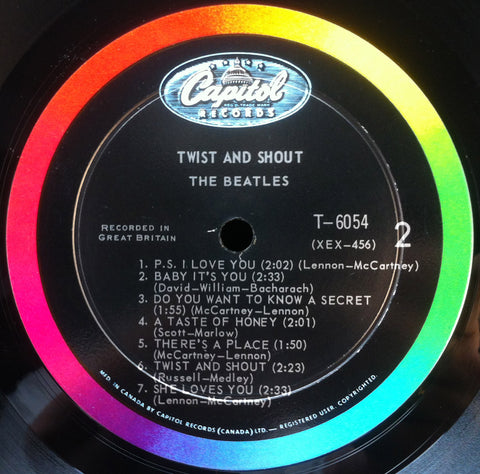 Capitol
REG. TRADE MARK
RECORDS
TWIST AND SHOUT
THE BEATLES
RECORDED IN
GREAT BRITAIN
T-6054
(XEX-456)
2
1. P.S. I LOVE YOU (2:02) (Lennon-McCartney)
2. BABY IT'S YOU (2:33)
(David-William-Bacharach)
3. DO YOU WANT TO KNOW A SECRET
(1:55) (McCartney-Lennon)
4. A TASTE OF HONEY (2:01)
(Scott-Marlow)
5. THERE'S A PLACE (1:50)
(McCartney-Lennon)
6. TWIST AND SHOUT (2:23)
(Russell-Medley)
7. SHE LOVES YOU (2:33)
(Lennon-McCartney)
MFD. IN CANADA BY CAPITOL RECORDS (CANADA) LTD. — REGISTERED USER. COPYRIGHTED.